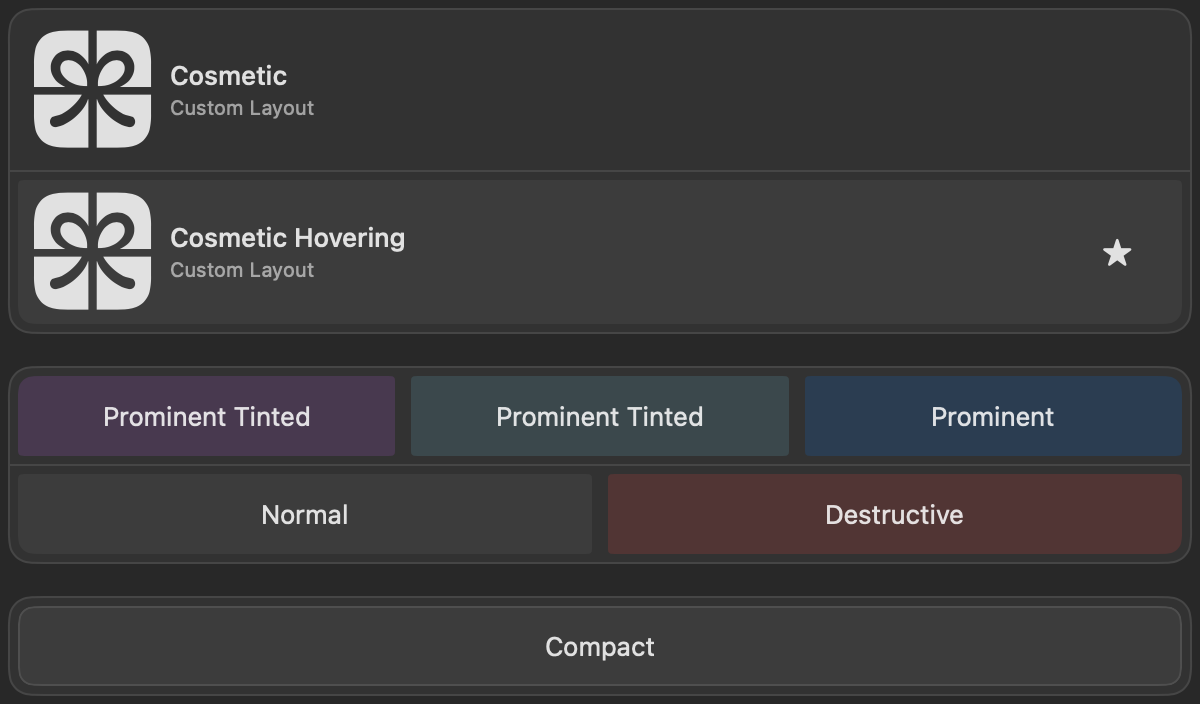 Cosmetic
Custom Layout
Cosmetic Hovering
Custom Layout
Prominent Tinted
Prominent Tinted
Prominent
Normal
Destructive
Compact